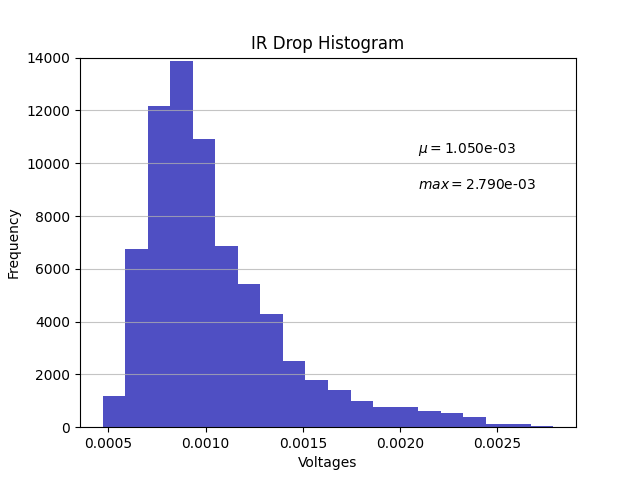 IR Drop Histogram
14000
12000
10000
8000
6000
4000
2000
0
Frequency
μ = 1.050e-03
max = 2.790e-03
0.0005 0.0010 0.0015 0.0020 0.0025
Voltages